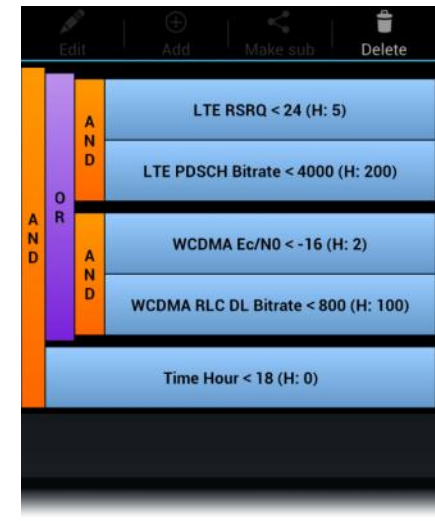 Edit Add Make sub Delete
LTE RSRQ < 24 (H: 5)
AND
LTE PDSCH Bitrate < 4000 (H: 200)
OR
AND
WCDMA Ec/N0 < -16 (H: 2)
AND
WCDMA RLC DL Bitrate < 800 (H: 100)
Time Hour < 18 (H: 0)